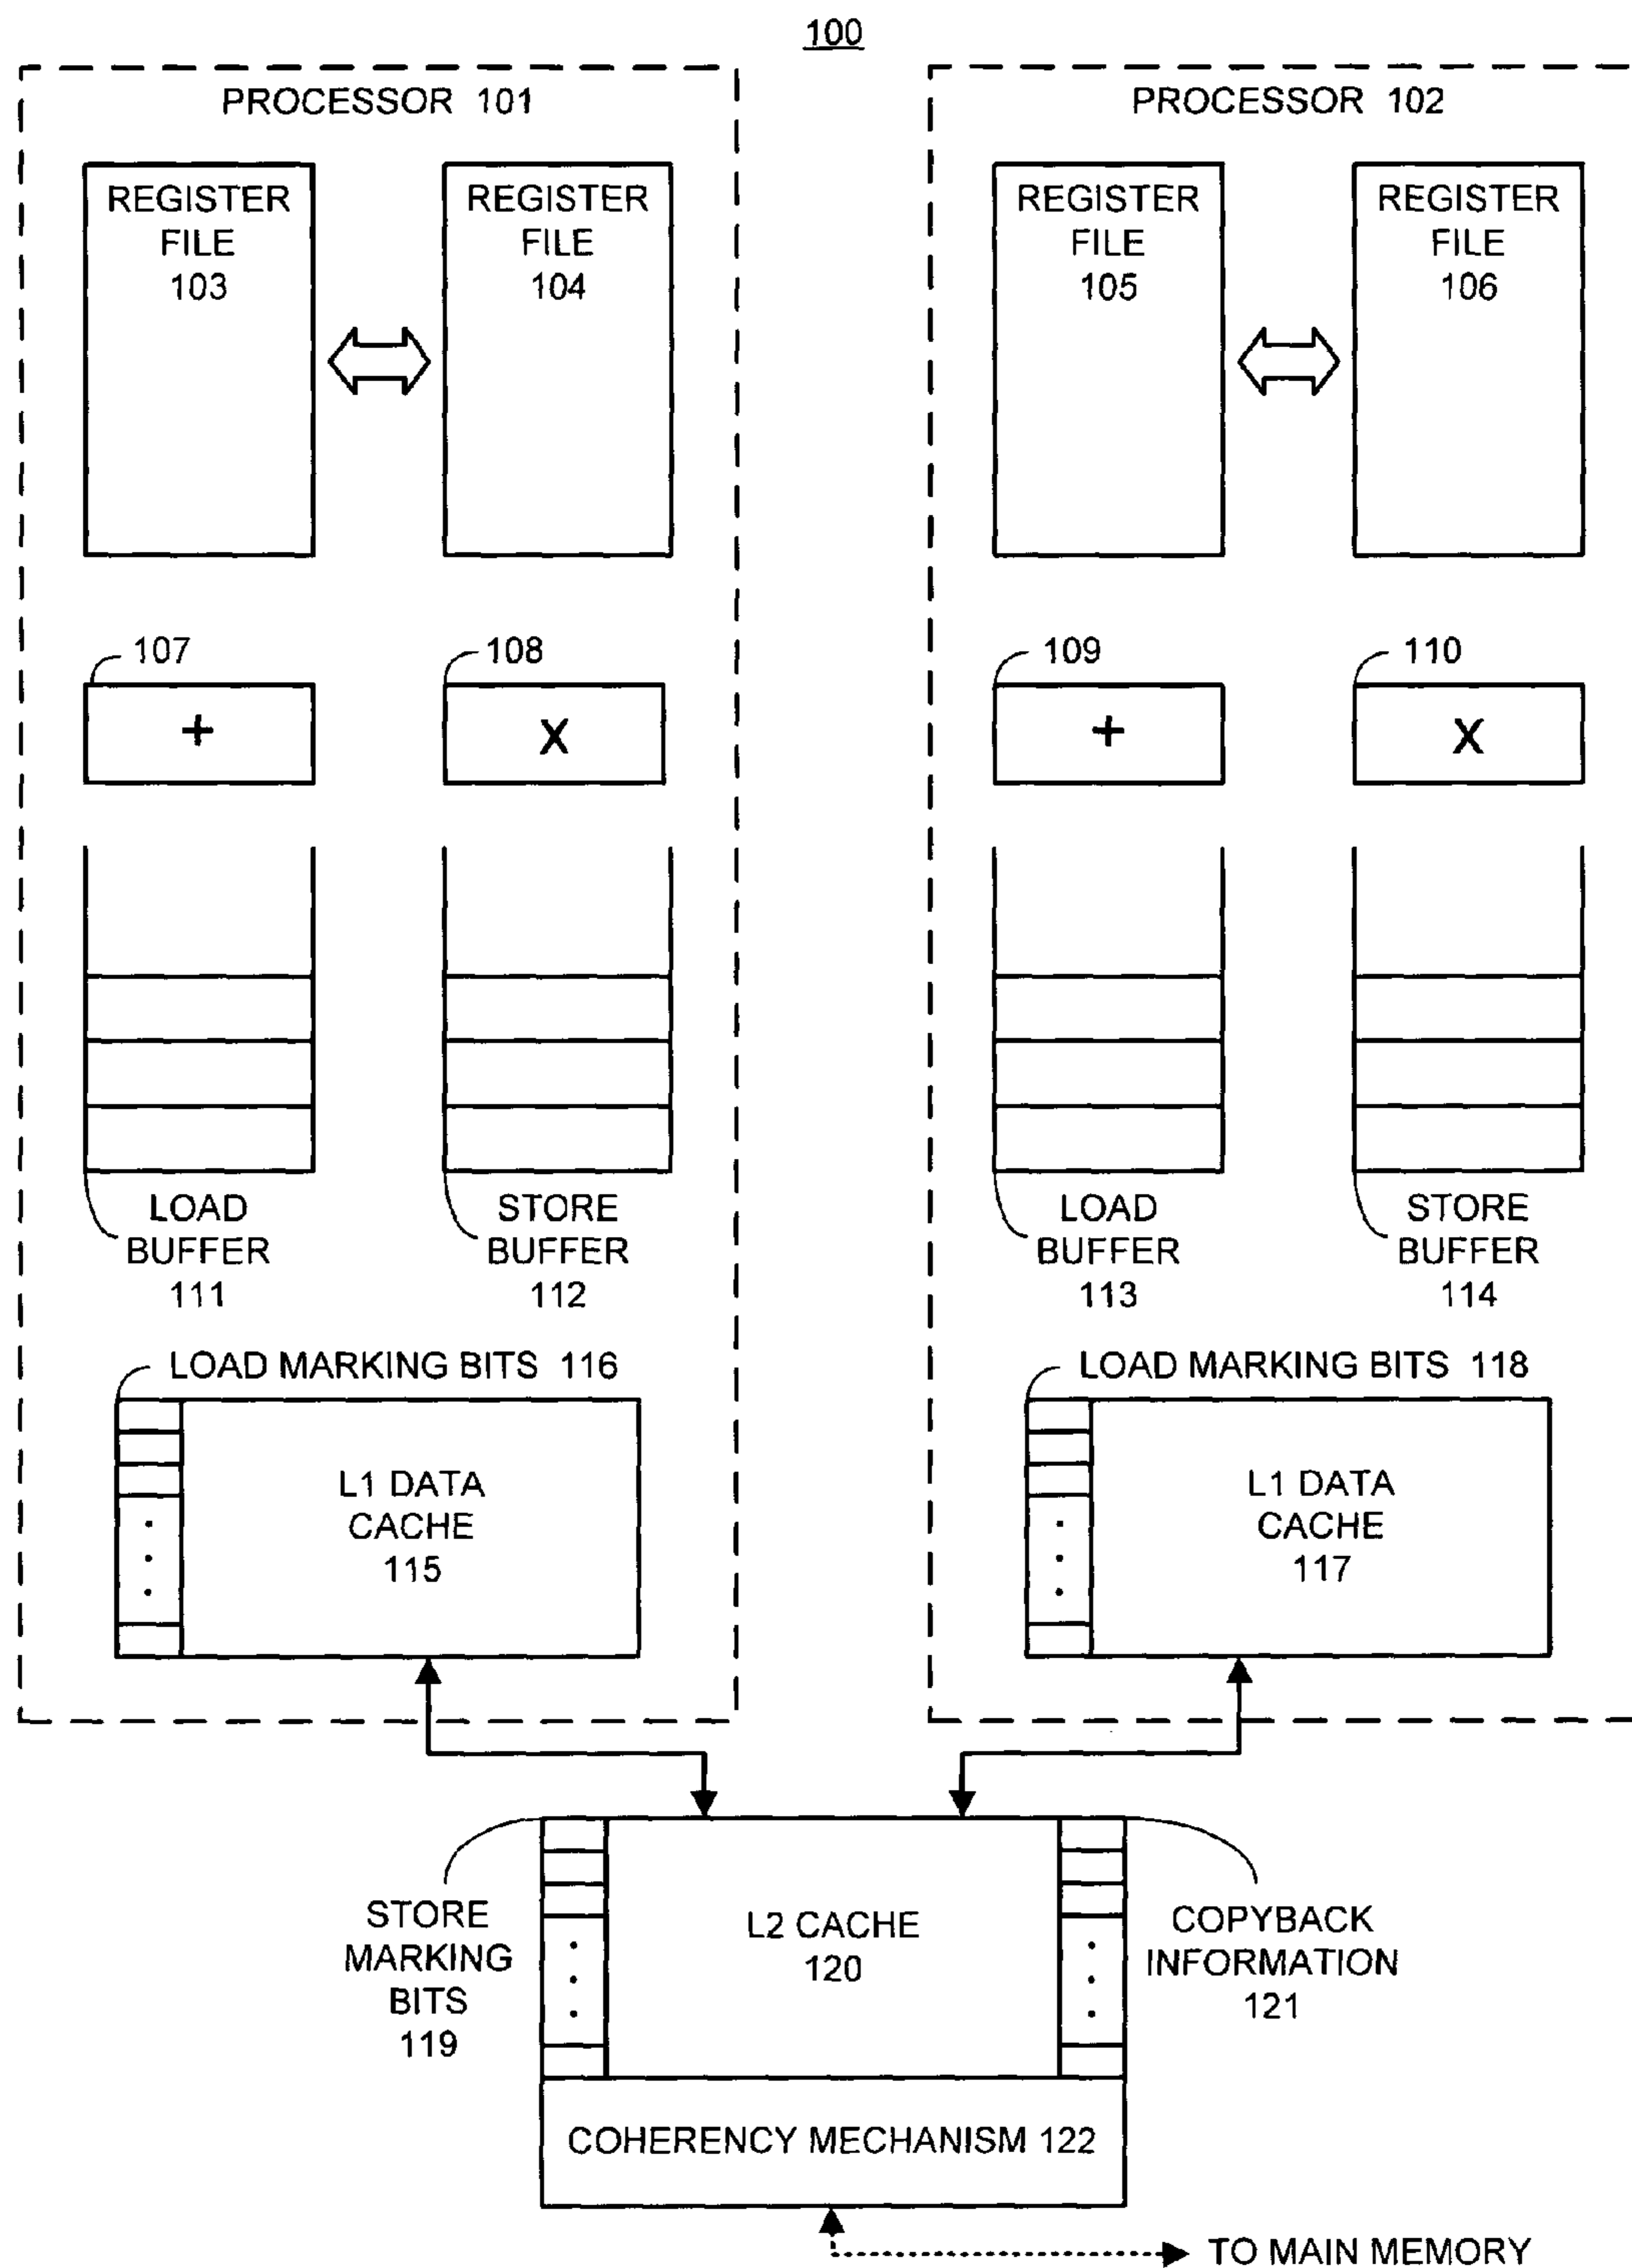 100
PROCESSOR 101
REGISTER
FILE
103
REGISTER
FILE
104
107
+
108
X
LOAD
BUFFER
111
STORE
BUFFER
112
LOAD MARKING BITS 116
L1 DATA
CACHE
115
PROCESSOR 102
REGISTER
FILE
105
REGISTER
FILE
106
109
+
110
X
LOAD
BUFFER
113
STORE
BUFFER
114
LOAD MARKING BITS 118
L1 DATA
CACHE
117
STORE
MARKING
BITS
119
L2 CACHE
120
COPYBACK
INFORMATION
121
COHERENCY MECHANISM 122
TO MAIN MEMORY